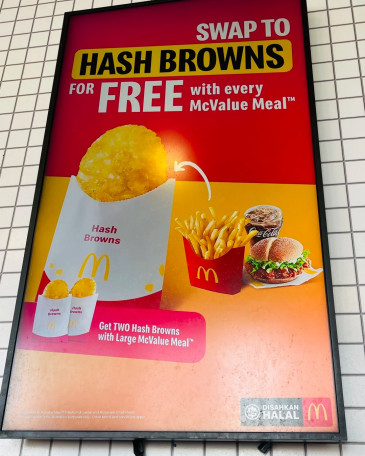 SWAP TO
HASH BROWNS
FOR FREE with every
McValue Meal™
Hash
Browns
Get TWO Hash Browns
with Large McValue Meal™
DISAHKAN
HALAL